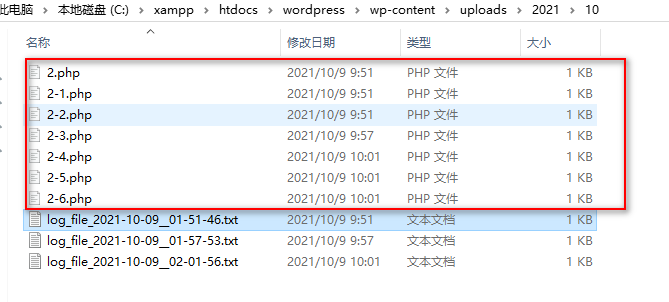 此电脑 › 本地磁盘 (C:) › xampp › htdocs › wordpress › wp-content › uploads › 2021 › 10
名称 修改日期 类型 大小
2.php 2021/10/9 9:51 PHP 文件 1 KB
2-1.php 2021/10/9 9:51 PHP 文件 1 KB
2-2.php 2021/10/9 9:51 PHP 文件 1 KB
2-3.php 2021/10/9 9:57 PHP 文件 1 KB
2-4.php 2021/10/9 10:01 PHP 文件 1 KB
2-5.php 2021/10/9 10:01 PHP 文件 1 KB
2-6.php 2021/10/9 10:01 PHP 文件 1 KB
log_file_2021-10-09__01-51-46.txt 2021/10/9 9:51 文本文档 1 KB
log_file_2021-10-09__01-57-53.txt 2021/10/9 9:57 文本文档 1 KB
log_file_2021-10-09__02-01-56.txt 2021/10/9 10:01 文本文档 1 KB